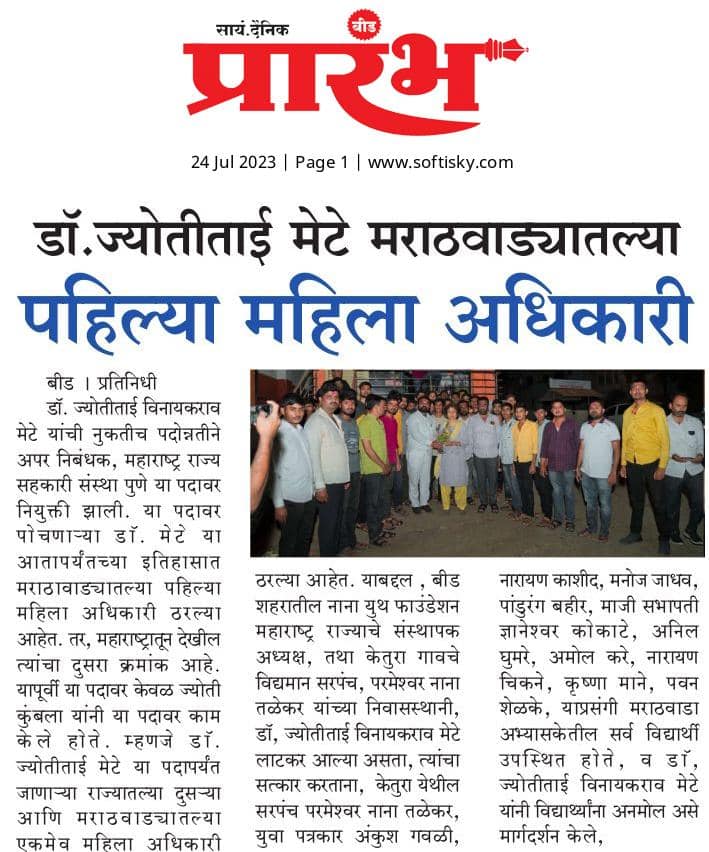 सायं.दैनिक
बीड
प्रारंभ
24 Jul 2023 | Page 1 | www.softisky.com
डॉ.ज्योतीताई मेटे मराठवाड्यातल्या
पहिल्या महिला अधिकारी
बीड । प्रतिनिधी
डॉ. ज्योतीताई विनायकराव
मेटे यांची नुकतीच पदोन्नतीने
अपर निबंधक, महाराष्ट्र राज्य
सहकारी संस्था पुणे या पदावर
नियुक्ती झाली. या पदावर
पोचणाऱ्या डॉ. मेटे या
आतापर्यंतच्या इतिहासात
मराठावाड्यातल्या पहिल्या
महिला अधिकारी ठरल्या
आहेत. तर, महाराष्ट्रातून देखील
त्यांचा दुसरा क्रमांक आहे.
यापूर्वी या पदावर केवळ ज्योती
कुंबला यांनी या पदावर काम
केले होते. म्हणजे डॉ.
ज्योतीताई मेटे या पदापर्यंत
जाणाऱ्या राज्यातल्या दुसऱ्या
आणि मराठवाड्यातल्या
एकमेव महिला अधिकारी
ठरल्या आहेत. याबद्दल , बीड
शहरातील नाना युथ फाउंडेशन
महाराष्ट्र राज्याचे संस्थापक
अध्यक्ष, तथा केतुरा गावचे
विद्यमान सरपंच, परमेश्वर नाना
तळेकर यांच्या निवासस्थानी,
डॉ, ज्योतीताई विनायकराव मेटे
लाटकर आल्या असता, त्यांचा
सत्कार करताना, केतुरा येथील
सरपंच परमेश्वर नाना तळेकर,
युवा पत्रकार अंकुश गवळी,
नारायण काशीद, मनोज जाधव,
पांडुरंग बहीर, माजी सभापती
ज्ञानेश्वर कोकाटे, अनिल
घुमरे, अमोल करे, नारायण
चिकने, कृष्णा माने, पवन
शेळके, याप्रसंगी मराठवाडा
अभ्यासकेतील सर्व विद्यार्थी
उपस्थित होते, व डॉ,
ज्योतीताई विनायकराव मेटे
यांनी विद्यार्थ्यांना अनमोल असे
मार्गदर्शन केले,